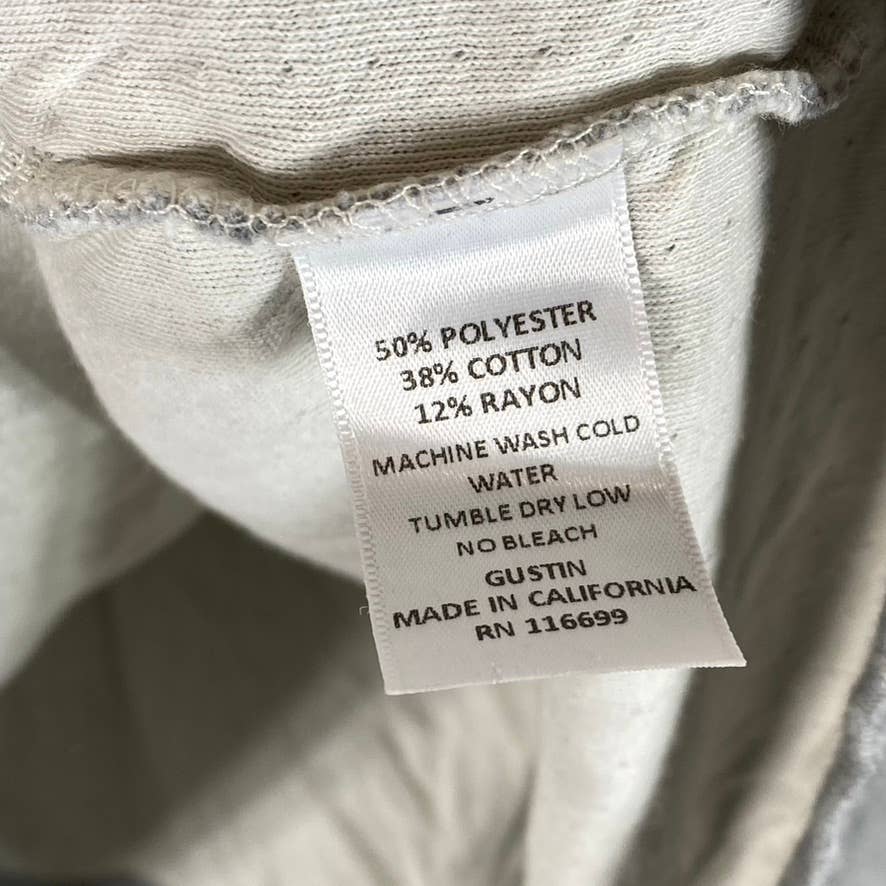 50% POLYESTER
38% COTTON
12% RAYON
MACHINE WASH COLD
WATER
TUMBLE DRY LOW
NO BLEACH
GUSTIN
MADE IN CALIFORNIA
RN 116699